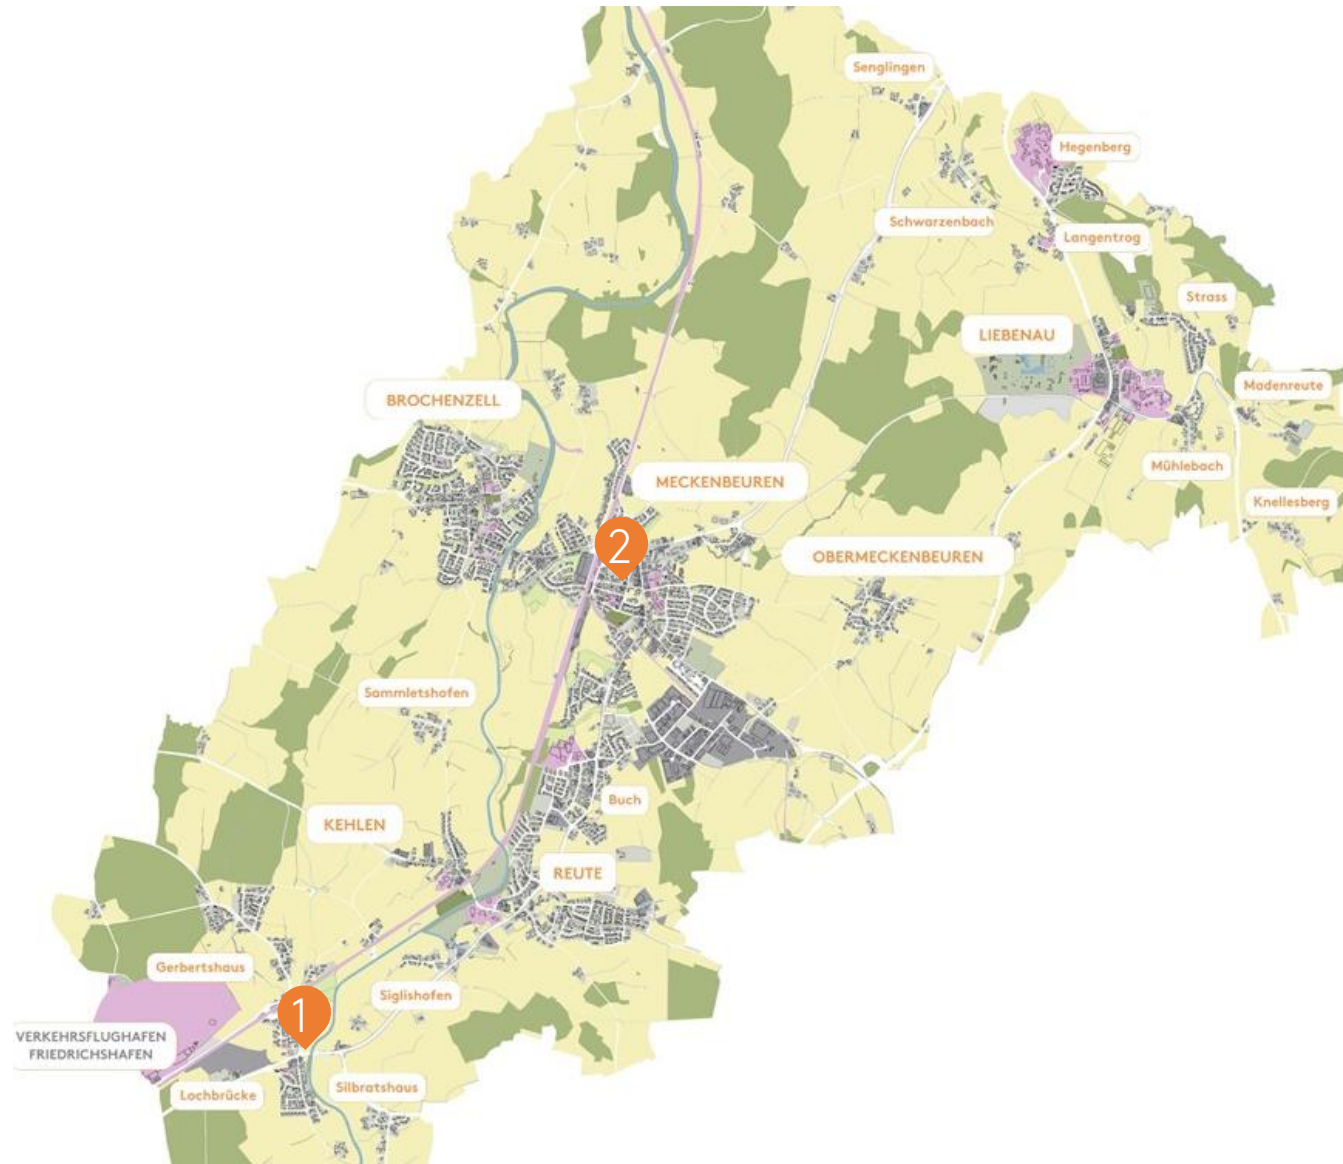 Senglingen
Hegenberg
Schwarzenbach
Langentrog
Strass
LIEBENAU
Madenreute
BROCHENZELL
Mühlebach
MECKENBEUREN
Knellesberg
2
OBERMECKENBEUREN
Sammletshofen
Buch
KEHLEN
REUTE
Gerbertshaus
Siglishofen
1
VERKEHRSFLUGHAFEN
FRIEDRICHSHAFEN
Silbratshaus
Lochbrücke